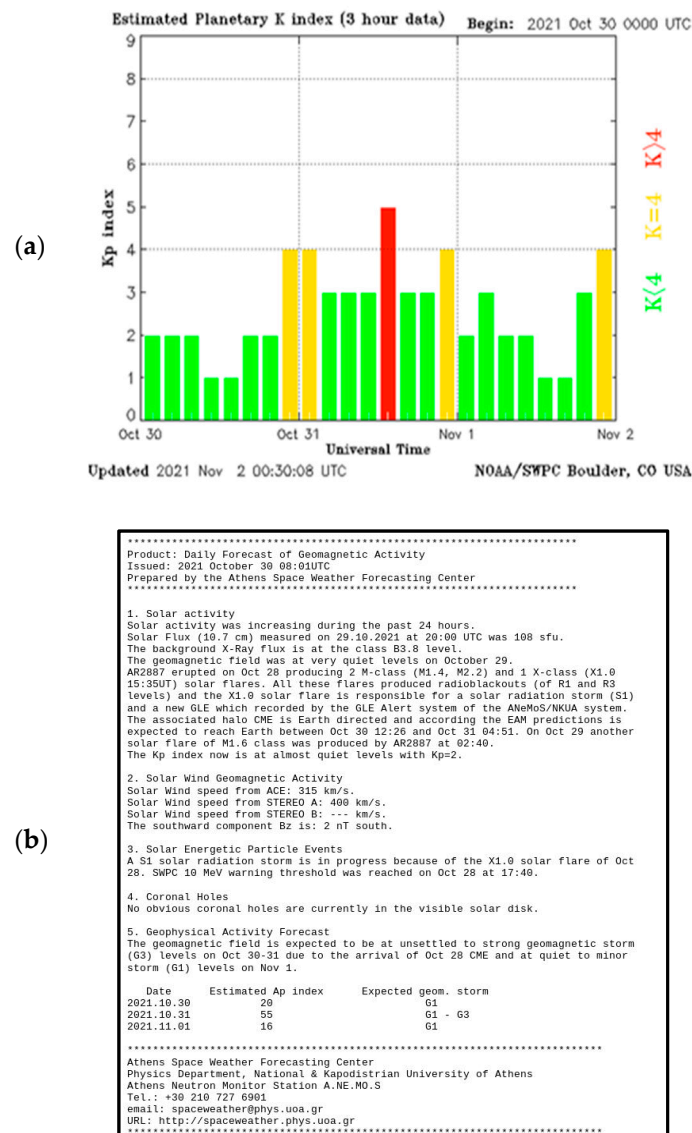 Estimated Planetary K index (3 hour data) Begin: 2021 Oct 30 0000 UTC
9
8
7
6
5
4
3
2
1
0
Kp index
K>4
K=4
K<4
(a)
Oct 30 Oct 31 Nov 1 Nov 2
Universal Time
Updated 2021 Nov 2 00:30:08 UTC NOAA/SWPC Boulder, CO USA
(b)
***********************************************************************
Product: Daily Forecast of Geomagnetic Activity
Issued: 2021 October 30 08:01UTC
Prepared by the Athens Space Weather Forecasting Center
***********************************************************************
1. Solar activity
Solar activity was increasing during the past 24 hours.
Solar Flux (10.7 cm) measured on 29.10.2021 at 20:00 UTC was 108 sfu.
The background X-Ray flux is at the class B3.8 level.
The geomagnetic field was at very quiet levels on October 29.
AR2887 erupted on Oct 28 producing 2 M-class (M1.4, M2.2) and 1 X-class (X1.0
15:35UT) solar flares. All these flares produced radioblackouts (of R1 and R3
levels) and the X1.0 solar flare is responsible for a solar radiation storm (S1)
and a new GLE which recorded by the GLE Alert system of the ANeMoS/NKUA system.
The associated halo CME is Earth directed and according the EAM predictions is
expected to reach Earth between Oct 30 12:26 and Oct 31 04:51. On Oct 29 another
solar flare of M1.6 class was produced by AR2887 at 02:40.
The Kp index now is at almost quiet levels with Kp=2.
2. Solar Wind Geomagnetic Activity
Solar Wind speed from ACE: 315 km/s.
Solar Wind speed from STEREO A: 400 km/s.
Solar Wind speed from STEREO B: --- km/s.
The southward component Bz is: 2 nT south.
3. Solar Energetic Particle Events
A S1 solar radiation storm is in progress because of the X1.0 solar flare of Oct
28. SWPC 10 MeV warning threshold was reached on Oct 28 at 17:40.
4. Coronal Holes
No obvious coronal holes are currently in the visible solar disk.
5. Geophysical Activity Forecast
The geomagnetic field is expected to be at unsettled to strong geomagnetic storm
(G3) levels on Oct 30-31 due to the arrival of Oct 28 CME and at quiet to minor
storm (G1) levels on Nov 1.
Date Estimated Ap index Expected geom. storm
2021.10.30 20 G1
2021.10.31 55 G1 - G3
2021.11.01 16 G1
***************************************************************************
Athens Space Weather Forecasting Center
Physics Department, National & Kapodistrian University of Athens
Athens Neutron Monitor Station A.NE.MO.S
Tel.: +30 210 727 6901
email: spaceweather@phys.uoa.gr
URL: http://spaceweather.phys.uoa.gr
***************************************************************************